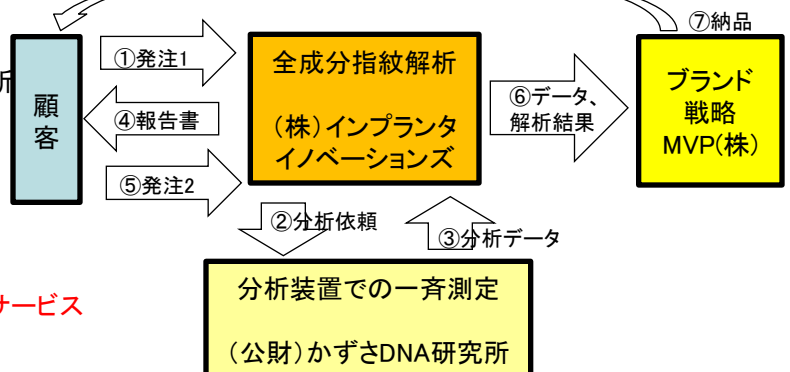 ⑦納品
①発注1
全成分指紋解析
（株）インプランタ
イノベーションズ
析
顧
客
④報告書
⑥データ、
解析結果
ブランド
戦略
MVP(株)
⑤発注2
②分析依頼
③分析データ
サービス
分析装置での一斉測定
（公財）かずさDNA研究所